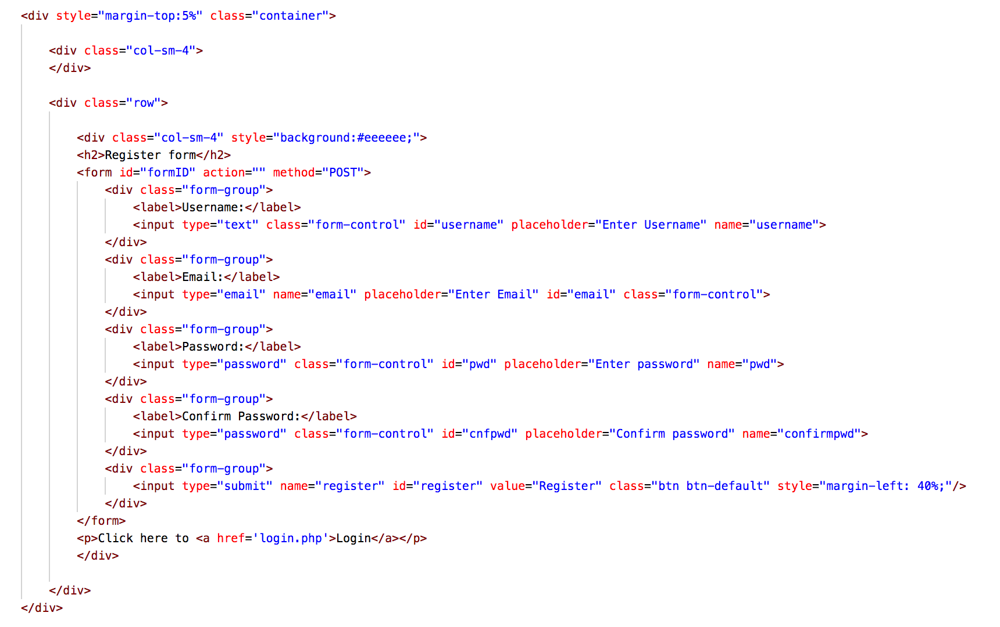 <div style="margin-top:5%" class="container">
<div class="col-sm-4">
</div>
<div class="row">
<div class="col-sm-4" style="background:#eeeeee;">
<h2>Register form</h2>
<form id="formID" action="" method="POST">
<div class="form-group">
<label>Username:</label>
<input type="text" class="form-control" id="username" placeholder="Enter Username" name="username">
</div>
<div class="form-group">
<label>Email:</label>
<input type="email" name="email" placeholder="Enter Email" id="email" class="form-control">
</div>
<div class="form-group">
<label>Password:</label>
<input type="password" class="form-control" id="pwd" placeholder="Enter password" name="pwd">
</div>
<div class="form-group">
<label>Confirm Password:</label>
<input type="password" class="form-control" id="cnfpwd" placeholder="Confirm password" name="confirmpwd">
</div>
<div class="form-group">
<input type="submit" name="register" id="register" value="Register" class="btn btn-default" style="margin-left: 40%;"/>
</div>
</form>
<p>Click here to <a href='login.php'>Login</a></p>
</div>
</div>
</div>